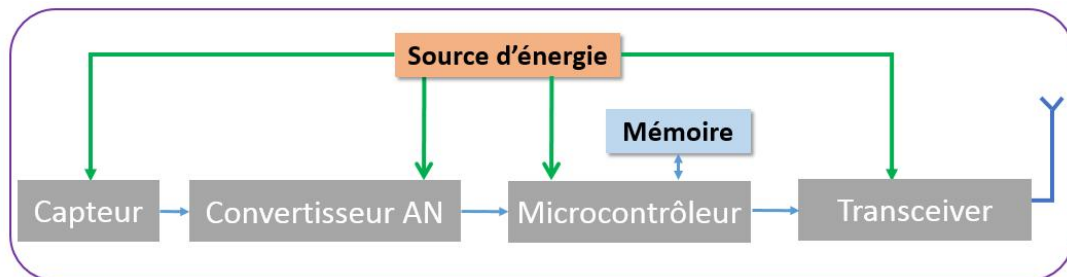 Source d'énergie
Mémoire
Capteur
Convertisseur AN
Microcontrôleur
Transceiver